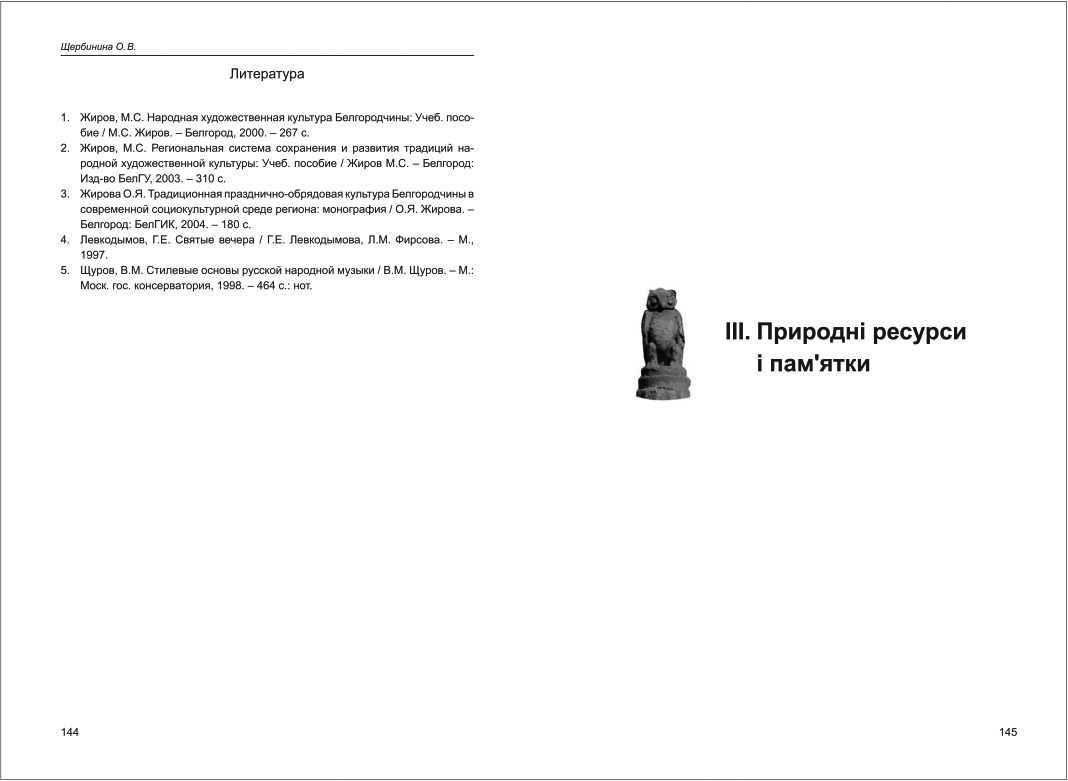 Щербинина О. В.
Литература
1. Жиров, М.С. Народная художественная культура Белгородчины: Учеб. посо-
бие / М.С. Жиров. – Белгород, 2000. – 267 с.
2. Жиров, М.С. Региональная система сохранения и развития традиций на-
родной художественной культуры: Учеб. пособие / Жиров М.С. – Белгород:
Изд-во БелГУ, 2003. – 310 с.
3. Жирова О.Я. Традиционная празднично-обрядовая культура Белгородчины в
современной социокультурной среде региона: монография / О.Я. Жирова. –
Белгород: БелГИК, 2004. – 180 с.
4. Левкодымов, Г.Е. Святые вечера / Г.Е. Левкодымова, Л.М. Фирсова. – М.,
1997.
5. Щуров, В.М. Стилевые основы русской народной музыки / В.М. Щуров. – М.:
Моск. гос. консерватория, 1998. – 464 с.: нот.
144
III. Природні ресурси
і пам'ятки
145